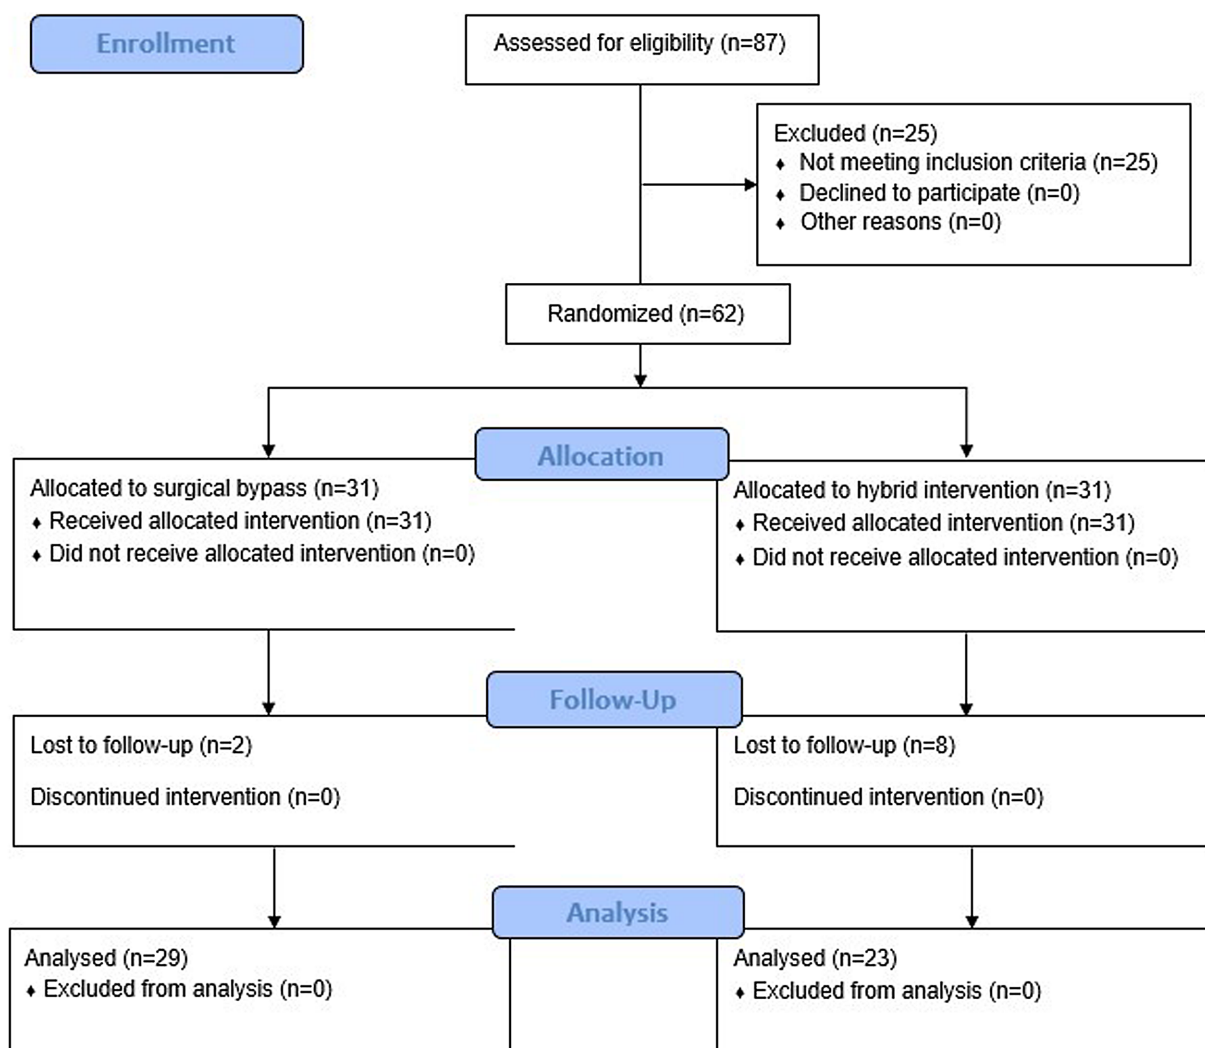 Enrollment
Assessed for eligibility (n=87)
Excluded (n=25)
♦ Not meeting inclusion criteria (n=25)
♦ Declined to participate (n=0)
♦ Other reasons (n=0)
Randomized (n=62)
Allocation
Allocated to surgical bypass (n=31)
♦ Received allocated intervention (n=31)
♦ Did not receive allocated intervention (n=0)
Allocated to hybrid intervention (n=31)
♦ Received allocated intervention (n=31)
♦ Did not receive allocated intervention (n=0)
Follow-Up
Lost to follow-up (n=2)
Discontinued intervention (n=0)
Lost to follow-up (n=8)
Discontinued intervention (n=0)
Analysis
Analysed (n=29)
♦ Excluded from analysis (n=0)
Analysed (n=23)
♦ Excluded from analysis (n=0)